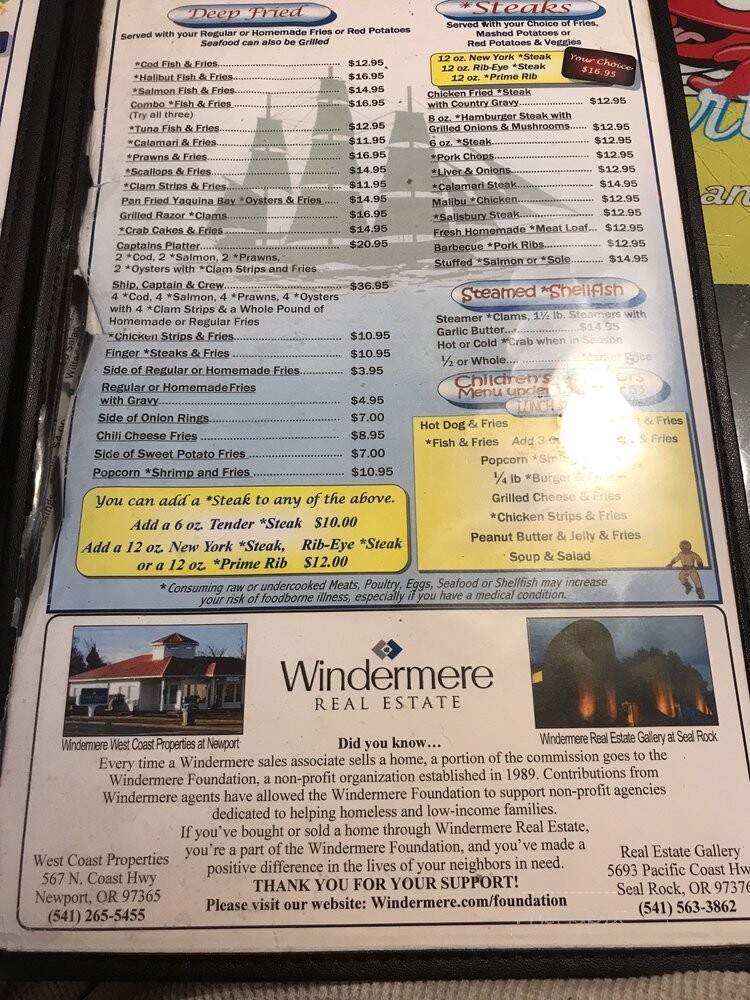 Deep Fried
Served with your Regular or Homemade Fries or Red Potatoes
Seafood can also be Grilled
*Cod Fish & Fries $12.95
*Halibut Fish & Fries $16.95
*Salmon Fish & Fries $14.95
Combo *Fish & Fries $16.95
(Try all three)
*Tuna Fish & Fries $12.95
*Calamari & Fries $11.95
*Prawns & Fries $16.95
*Scallops & Fries $14.95
*Clam Strips & Fries $11.95
Pan Fried Yaquina Bay *Oysters & Fries $14.95
Grilled Razor *Clams $16.95
*Crab Cakes & Fries $14.95
Captains Platter $20.95
2 *Cod, 2 *Salmon, 2 *Prawns,
2 *Oysters with *Clam Strips and Fries
Ship, Captain & Crew $36.95
4 *Cod, 4 *Salmon, 4 *Prawns, 4 *Oysters
with 4 *Clam Strips & a Whole Pound of
Homemade or Regular Fries
*Chicken Strips & Fries $10.95
Finger *Steaks & Fries $10.95
Side of Regular or Homemade Fries $3.95
Regular or Homemade Fries
with Gravy $4.95
Side of Onion Rings $7.00
Chili Cheese Fries $8.95
Side of Sweet Potato Fries $7.00
Popcorn *Shrimp and Fries $10.95
You can add a *Steak to any of the above.
Add a 6 oz. Tender *Steak $10.00
Add a 12 oz. New York *Steak, Rib-Eye *Steak
or a 12 oz. *Prime Rib $12.00
*Steaks
Served with your Choice of Fries,
Mashed Potatoes or
Red Potatoes & Veggies
12 oz. New York *Steak
12 oz. Rib-Eye *Steak
12 oz. *Prime Rib
Your Choice
$16.95
Chicken Fried *Steak
with Country Gravy $12.95
8 oz. *Hamburger Steak with
Grilled Onions & Mushrooms $12.95
6 oz. *Steak $12.95
*Pork Chops $12.95
*Liver & Onions $12.95
*Calamari Steak $14.95
Malibu *Chicken $12.95
*Salisbury Steak $12.95
Fresh Homemade *Meat Loaf $12.95
Barbecue *Pork Ribs $12.95
Stuffed *Salmon or *Sole $14.95
Steamed *Shellfish
Steamer *Clams, 1½ lb. Steamers with
Garlic Butter $14.95
Hot or Cold *Crab when in Season
½ or Whole Market Price
Children's
Menu under
LUNCH
Hot Dog & Fries & Fries
*Fish & Fries Add & Fries
Popcorn
¼ lb *Burger & Fries
Grilled Cheese & Fries
*Chicken Strips & Fries
Peanut Butter & Jelly & Fries
Soup & Salad
*Consuming raw or undercooked Meats, Poultry, Eggs, Seafood or Shellfish may increase
your risk of foodborne illness, especially if you have a medical condition.
Windermere
REAL ESTATE
Windermere West Coast Properties at Newport
Windermere Real Estate Gallery at Seal Rock
Did you know…
Every time a Windermere sales associate sells a home, a portion of the commission goes to the
Windermere Foundation, a non-profit organization established in 1989. Contributions from
Windermere agents have allowed the Windermere Foundation to support non-profit agencies
dedicated to helping homeless and low-income families.
If you've bought or sold a home through Windermere Real Estate,
you're a part of the Windermere Foundation, and you've made a
positive difference in the lives of your neighbors in need.
THANK YOU FOR YOUR SUPPORT!
Please visit our website: Windermere.com/foundation
West Coast Properties
567 N. Coast Hwy
Newport, OR 97365
(541) 265-5455
Real Estate Gallery
5693 Pacific Coast Hw
Seal Rock, OR 97376
(541) 563-3862